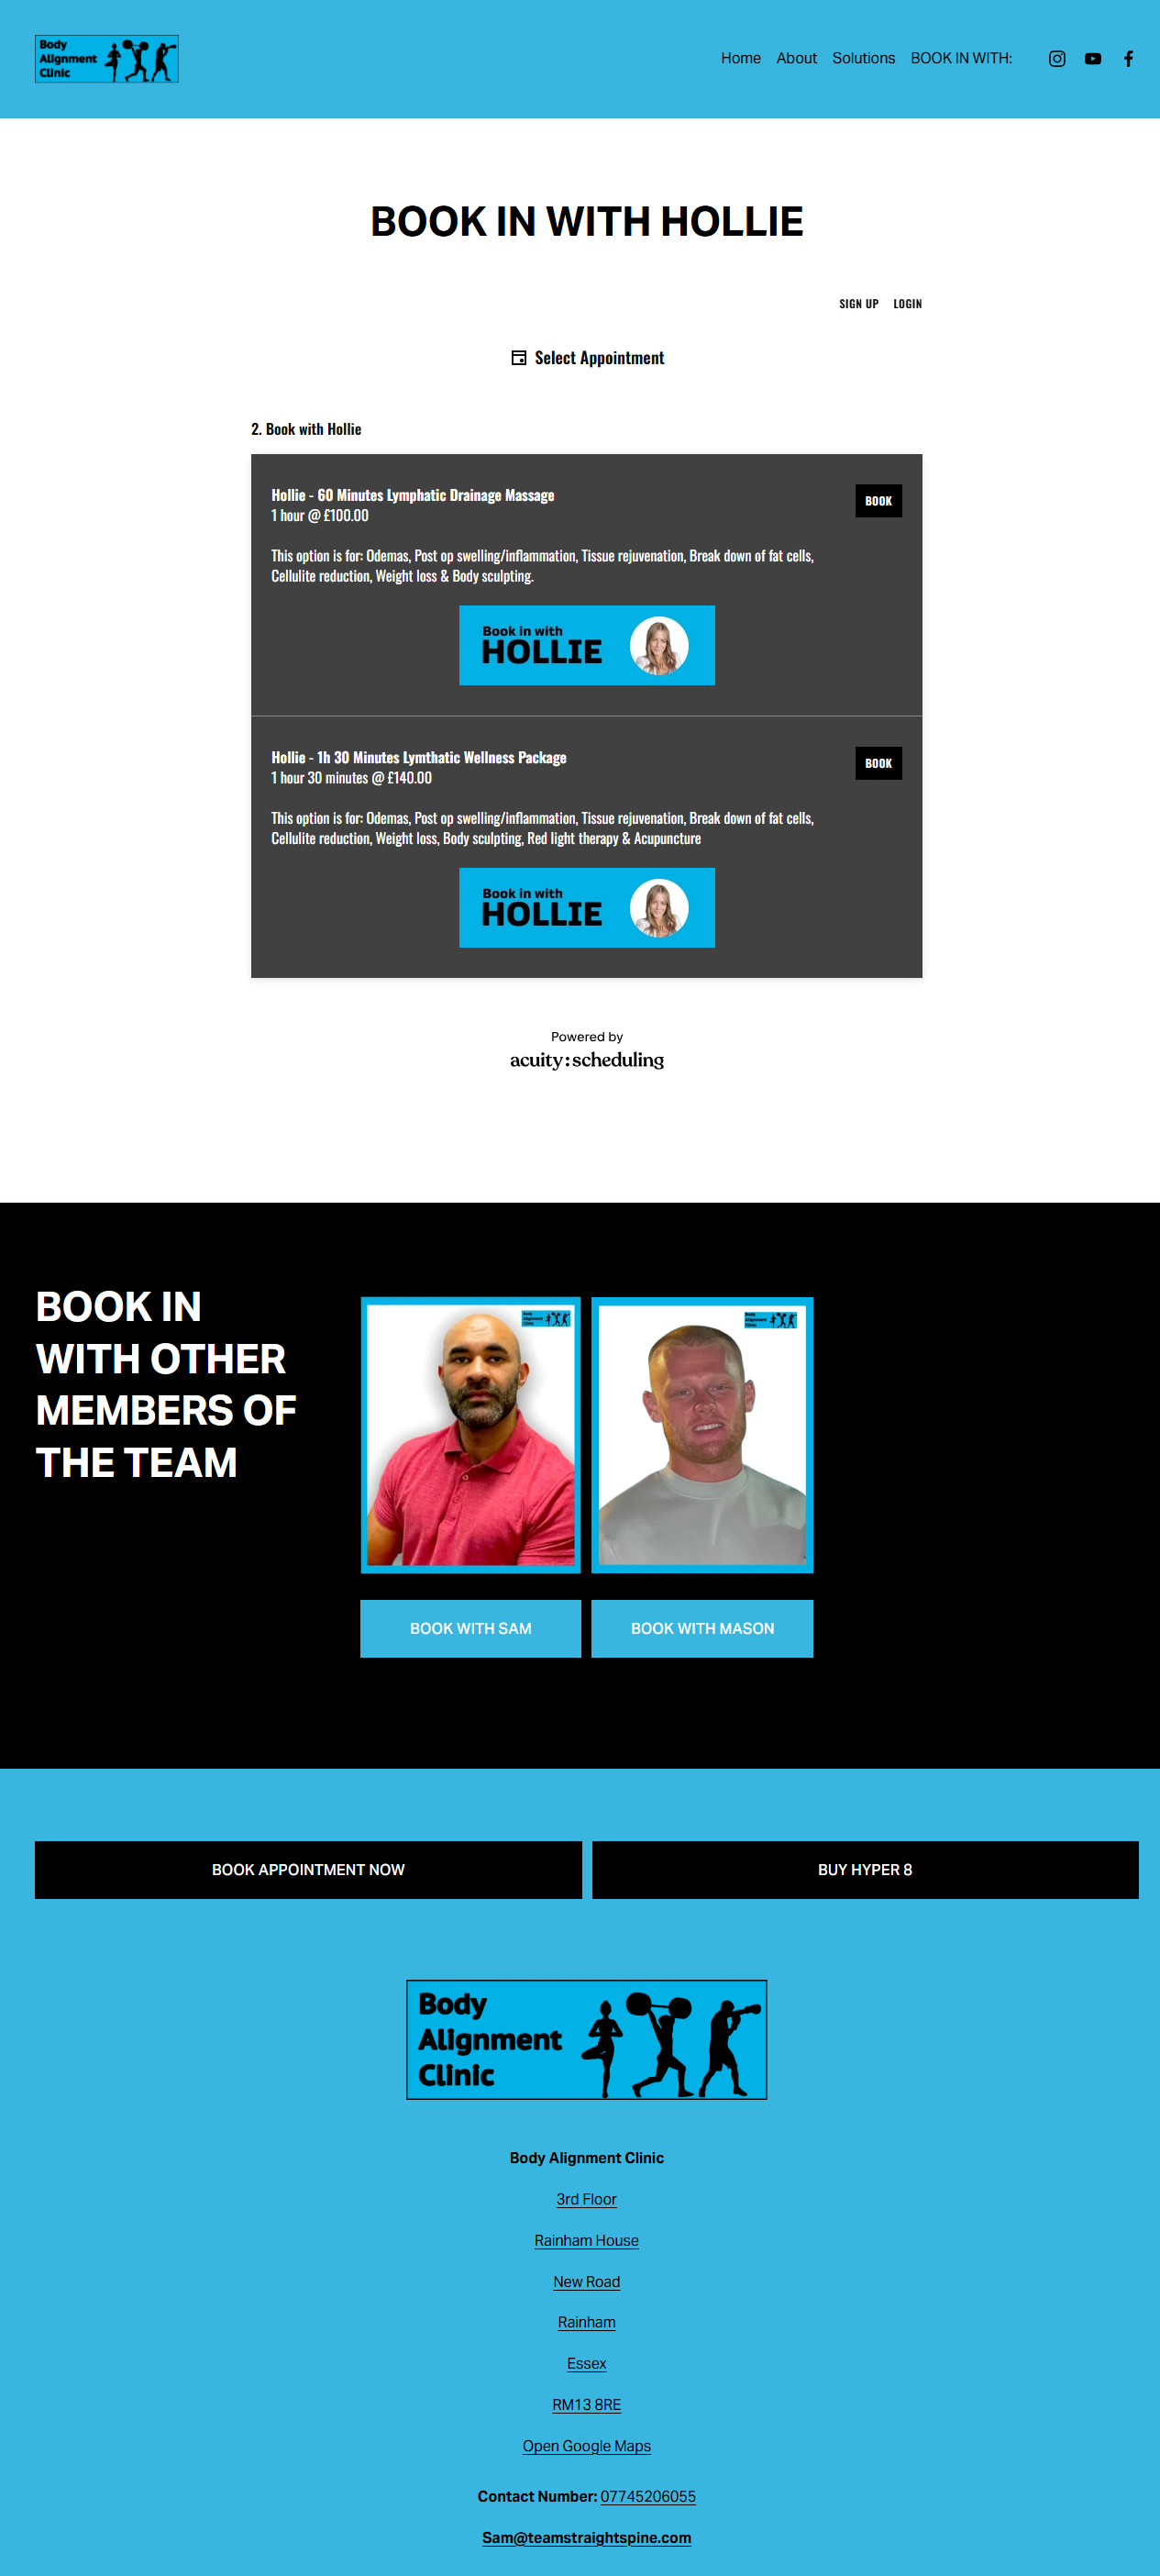 Body
Alignment
Clinic
Home About Solutions BOOK IN WITH:
BOOK IN WITH HOLLIE
SIGN UP LOGIN
Select Appointment
2. Book with Hollie
Hollie - 60 Minutes Lymphatic Drainage Massage
BOOK
1 hour @ £100.00
This option is for: Odemas, Post op swelling/inflammation, Tissue rejuvenation, Break down of fat cells,
Cellulite reduction, Weight loss & Body sculpting.
Book in with
HOLLIE
Hollie - 1h 30 Minutes Lymthatic Wellness Package
BOOK
1 hour 30 minutes @ £140.00
This option is for: Odemas, Post op swelling/inflammation, Tissue rejuvenation, Break down of fat cells,
Cellulite reduction, Weight loss, Body sculpting, Red light therapy & Acupuncture
Book in with
HOLLIE
Powered by
acuity:scheduling
BOOK IN
WITH OTHER
MEMBERS OF
THE TEAM
Body
Alignment
Clinic
Body
Alignment
Clinic
BOOK WITH SAM
BOOK WITH MASON
BOOK APPOINTMENT NOW
BUY HYPER 8
Body
Alignment
Clinic
Body Alignment Clinic
3rd Floor
Rainham House
New Road
Rainham
Essex
RM13 8RE
Open Google Maps
Contact Number: 07745206055
Sam@teamstraightspine.com